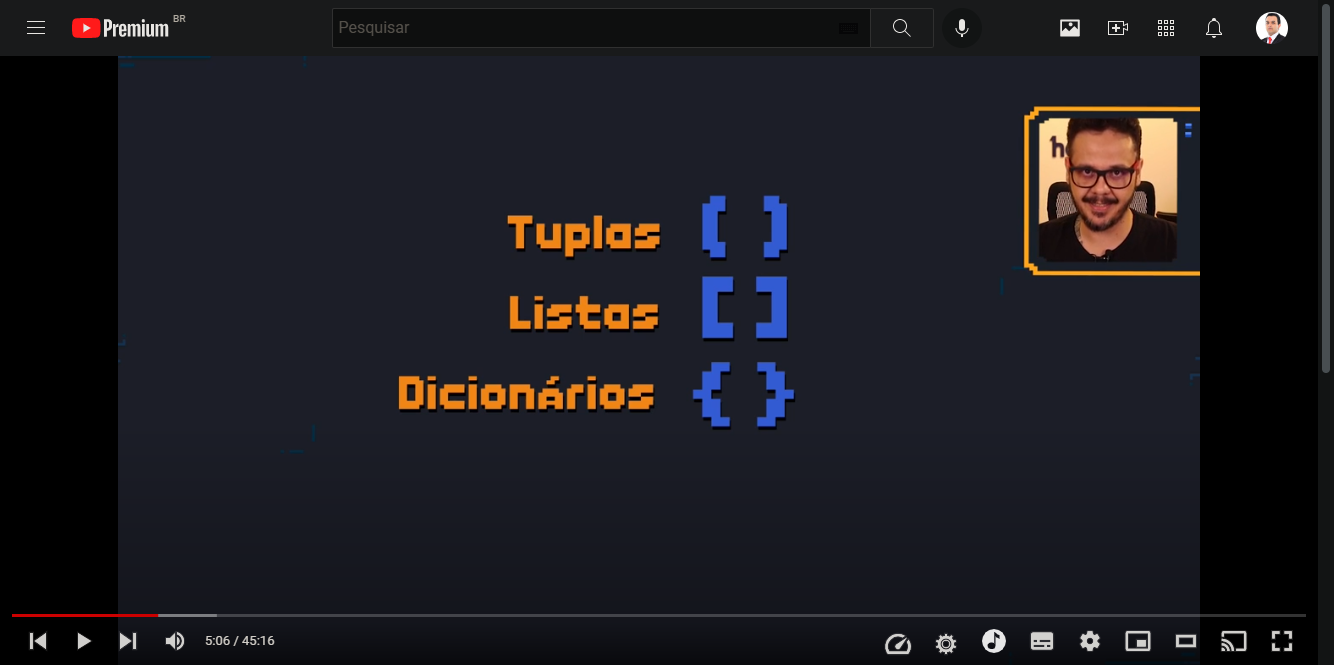 Premium BR
Pesquisar
Tuplas ( )
Listas [ ]
Dicionários { }
5:06 / 45:16